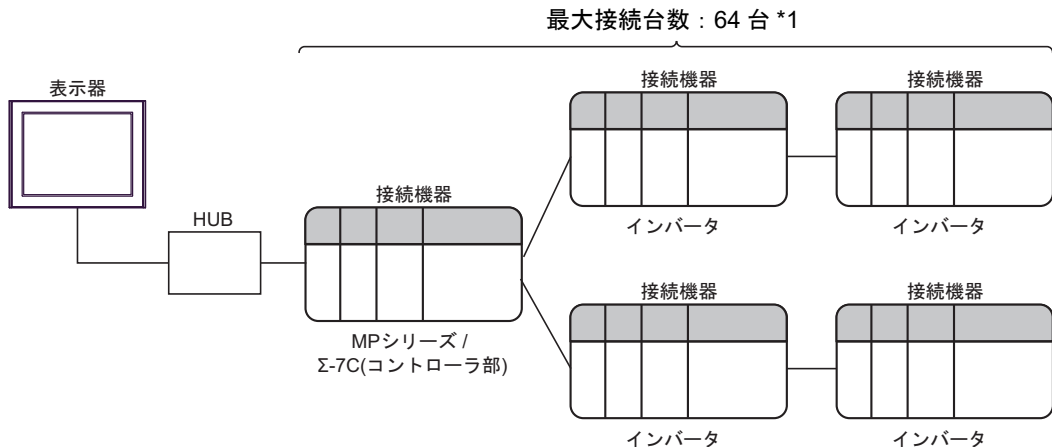 最大接続台数:64 台 *1
表示器
HUB
接続機器
MPシリーズ /
Σ-7C(コントローラ部)
接続機器
インバータ
接続機器
インバータ
接続機器
インバータ
接続機器
インバータ